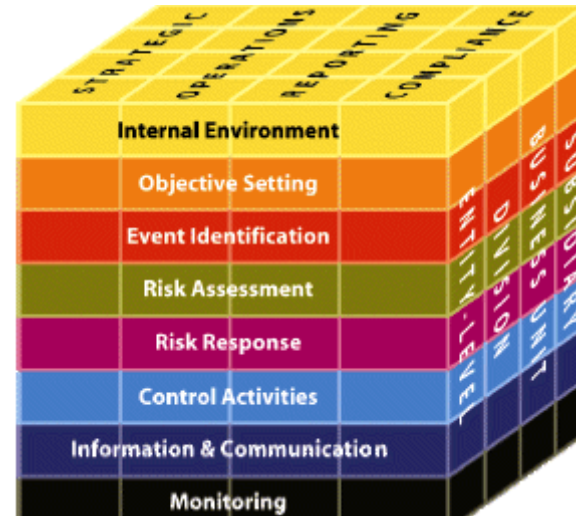 STRATEGIC
OPERATIONS
REPORTING
COMPLIANCE
Internal Environment
Objective Setting
Event Identification
Risk Assessment
Risk Response
Control Activities
Information & Communication
Monitoring
ENTITY-LEVEL
DIVISION
BUSINESS UNIT
SUBSIDIARY